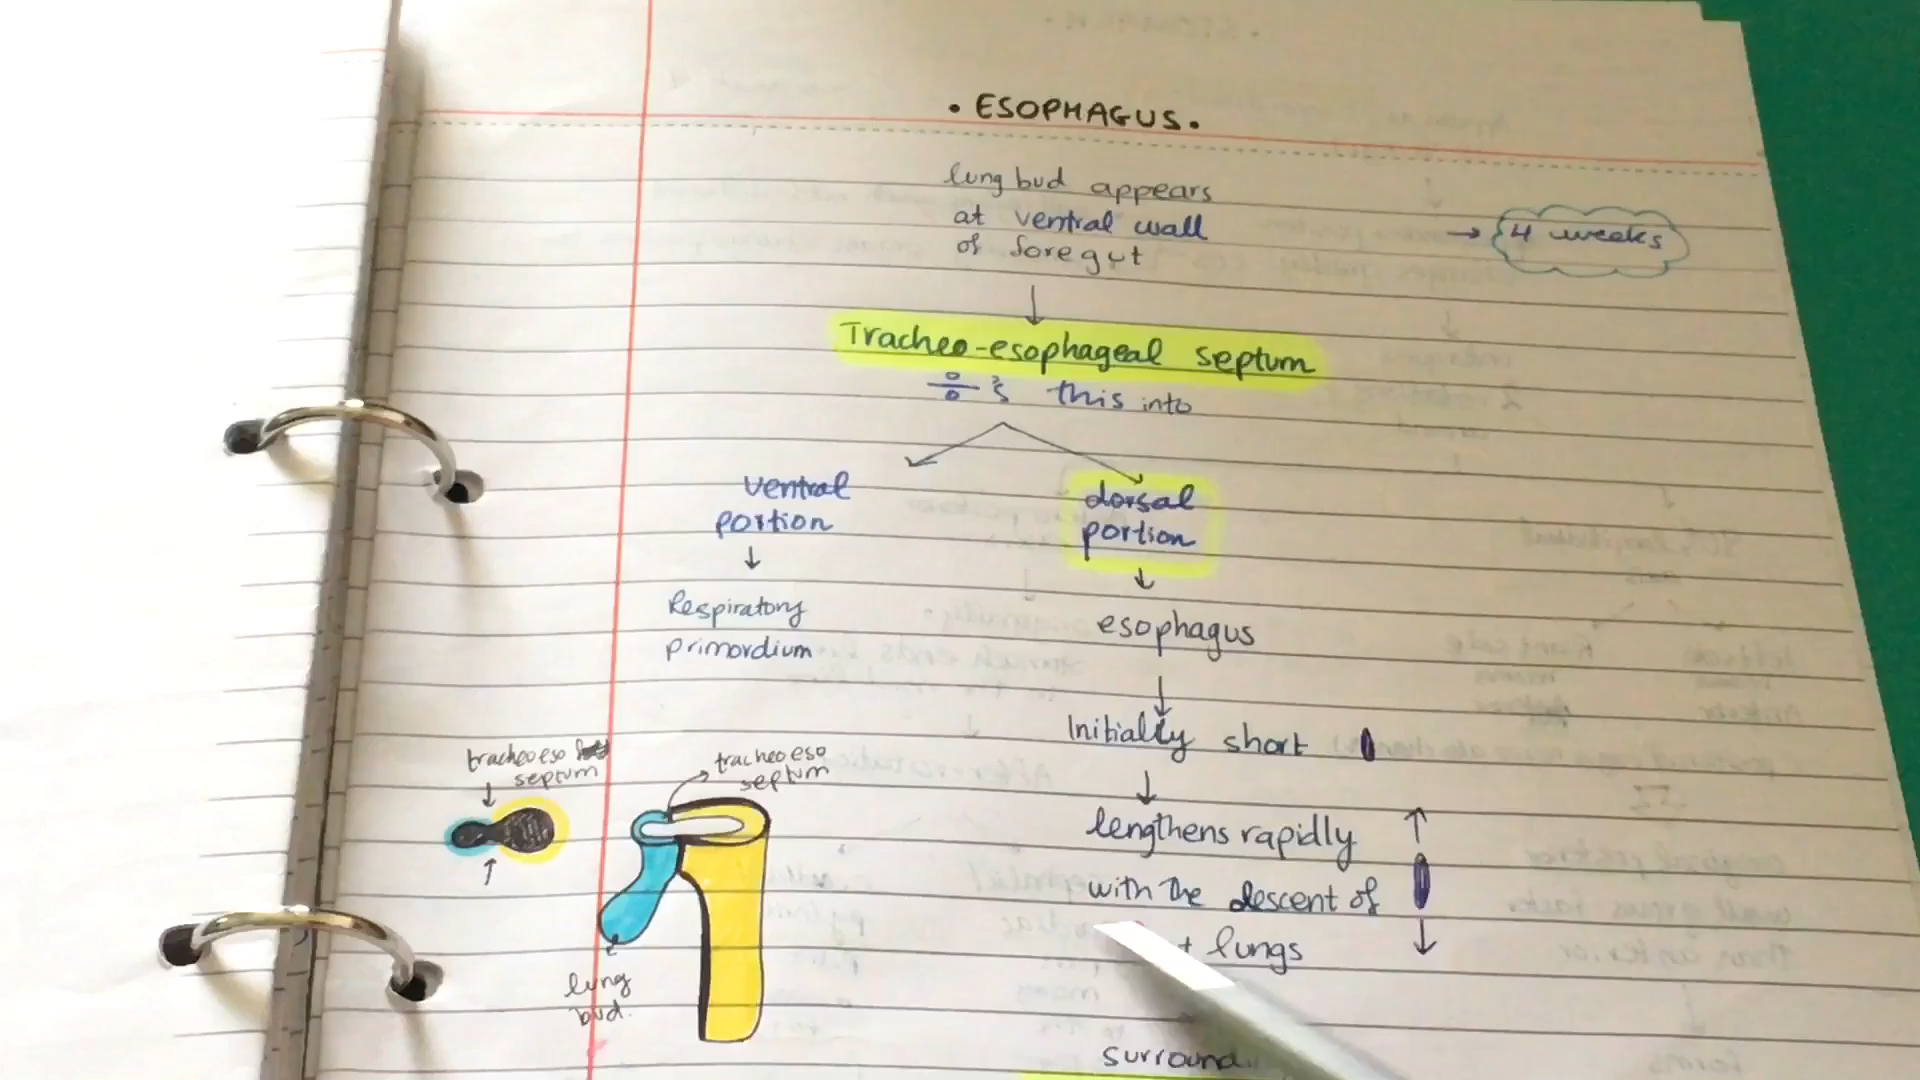 • ESOPHAGUS.
lung bud appears
at ventral wall → 4 weeks
of foregut
Tracheo-esophageal septum
÷'s this into
ventral
portion
dorsal
portion
Respiratory
primordium
esophagus
Initially short
lengthens rapidly
with the descent of
lungs
tracheoeso
septum
tracheoeso
septum
lung
bud.
surround